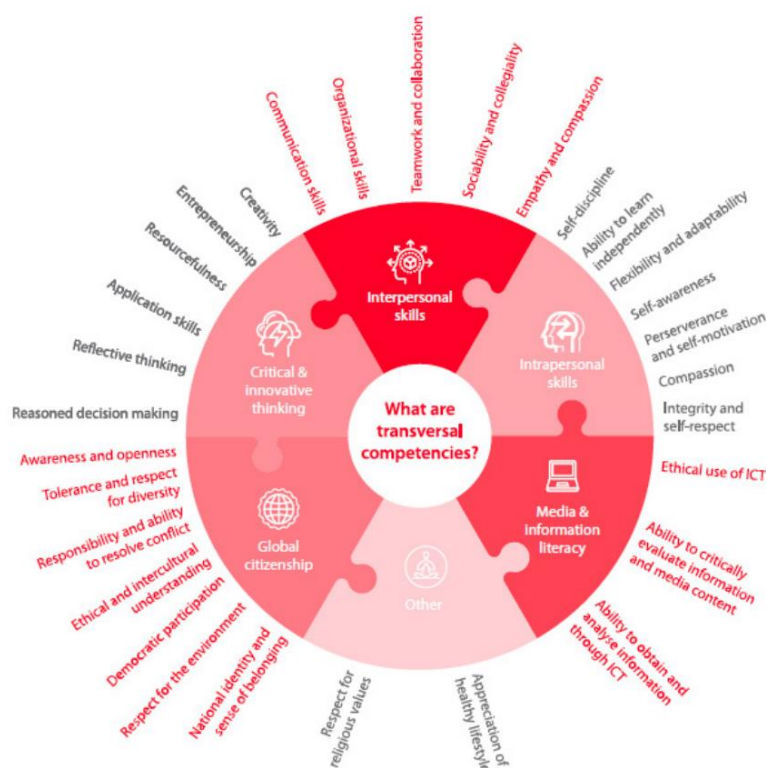 Communication skills
Organizational skills
Teamwork and collaboration
Sociability and collegiality
Empathy and compassion
Self-discipline
Ability to learn
independently
Flexibility and adaptability
Self-awareness
Perserverance
and self-motivation
Compassion
Integrity and
self-respect
Ethical use of ICT
Ability to critically
evaluate information
and media content
Ability to obtain and
analyse information
through ICT
Appreciation of
healthy lifestyle
Respect for
religious values
National identity and
sense of belonging
Respect for the environment
Democratic participation
Ethical and intercultural
understanding
Responsibility and ability
to resolve conflict
Tolerance and respect
for diversity
Awareness and openness
Reasoned decision making
Reflective thinking
Application skills
Resourcefulness
Entrepreneurship
Creativity
Interpersonal
skills
Intrapersonal
skills
Media &
information
literacy
Other
Global
citizenship
Critical &
innovative
thinking
What are
transversal
competencies?